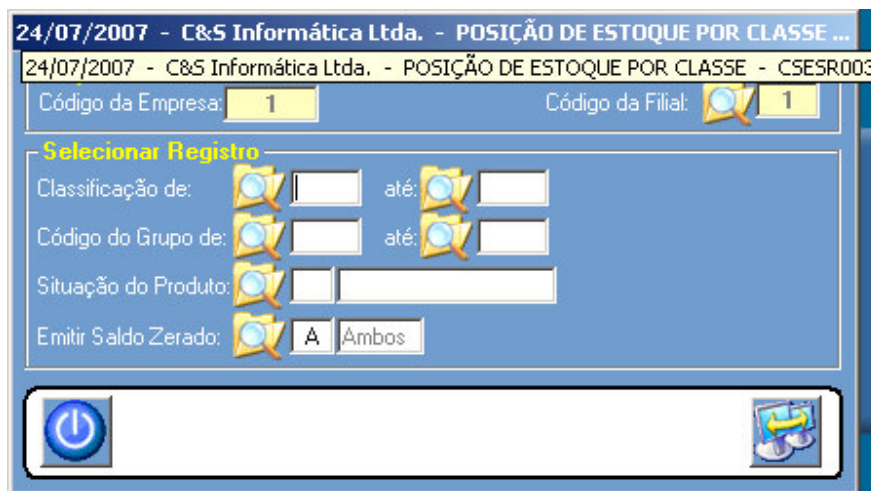 24/07/2007 - C&S Informática Ltda. - POSIÇÃO DE ESTOQUE POR CLASSE ...
24/07/2007 - C&S Informática Ltda. - POSIÇÃO DE ESTOQUE POR CLASSE - CSESR003
Código da Empresa: 1 Código da Filial: 1
Selecionar Registro
Classificação de: até:
Código do Grupo de: até:
Situação do Produto:
Emitir Saldo Zerado: A Ambos